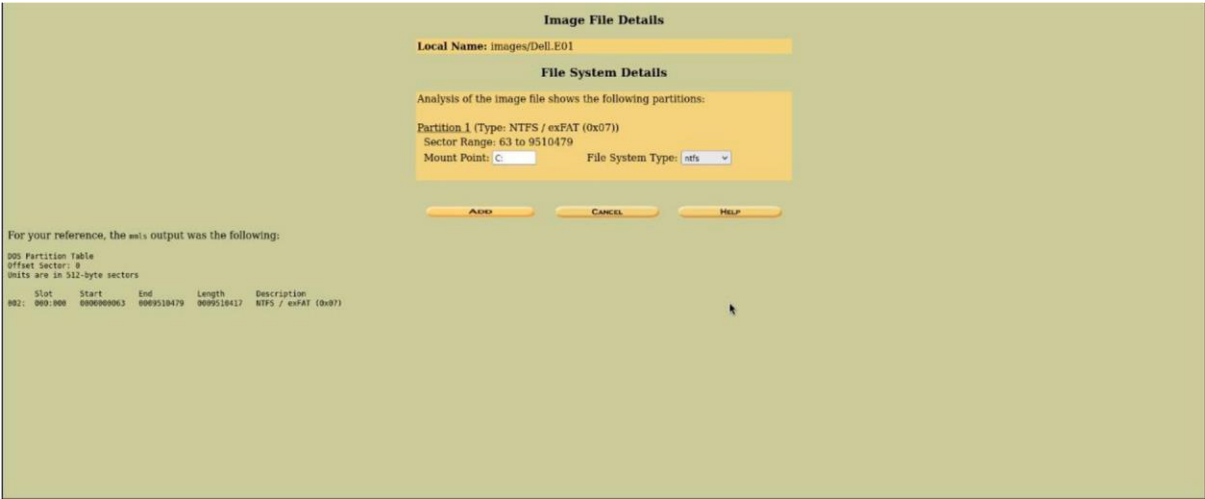 Image File Details
Local Name: images/Dell.E01
File System Details
Analysis of the image file shows the following partitions:
Partition 1 (Type: NTFS / exFAT (0x07))
Sector Range: 63 to 9510479
Mount Point: C: File System Type: ntfs
ADD CANCEL HELP
For your reference, the mmls output was the following:
DOS Partition Table
Offset Sector: 0
Units are in 512-byte sectors
Slot Start End Length Description
002: 000:000 0000000063 0009510479 0009510417 NTFS / exFAT (0x07)